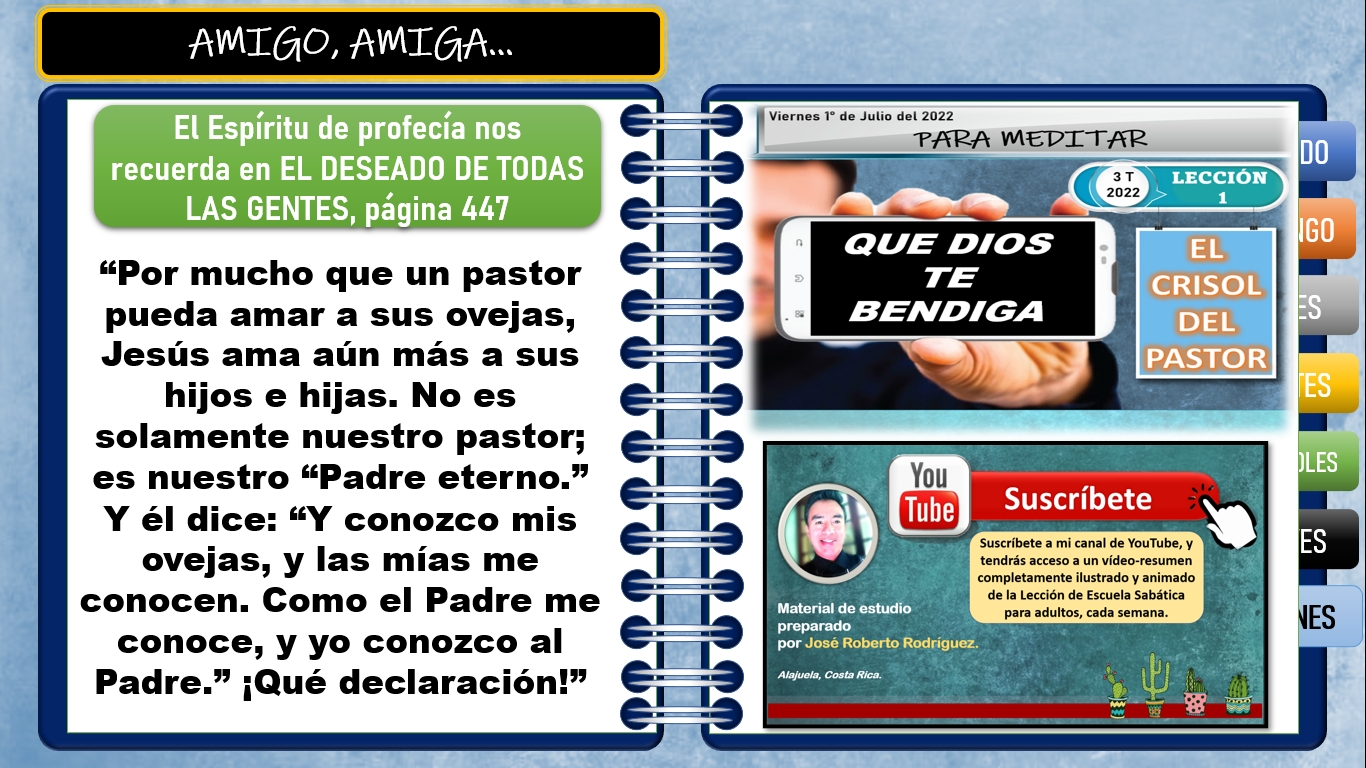 AMIGO, AMIGA...
El Espíritu de profecía nos
recuerda en EL DESEADO DE TODAS
LAS GENTES, página 447
“Por mucho que un pastor
pueda amar a sus ovejas,
Jesús ama aún más a sus
hijos e hijas. No es
solamente nuestro pastor;
es nuestro “Padre eterno.”
Y él dice: “Y conozco mis
ovejas, y las mías me
conocen. Como el Padre me
conoce, y yo conozco al
Padre.” ¡Qué declaración!”
Viernes 1° de Julio del 2022
PARA MEDITAR
3 T
2022
LECCIÓN
1
QUE DIOS
TE
BENDIGA
EL
CRISOL
DEL
PASTOR
You
Tube
Suscríbete
Suscríbete a mi canal de YouTube, y
tendrás acceso a un vídeo-resumen
completamente ilustrado y animado
de la Lección de Escuela Sabática
para adultos, cada semana.
Material de estudio
preparado
por José Roberto Rodríguez.
Alajuela, Costa Rica.
DO
NGO
ES
TES
OLES
ES
NES